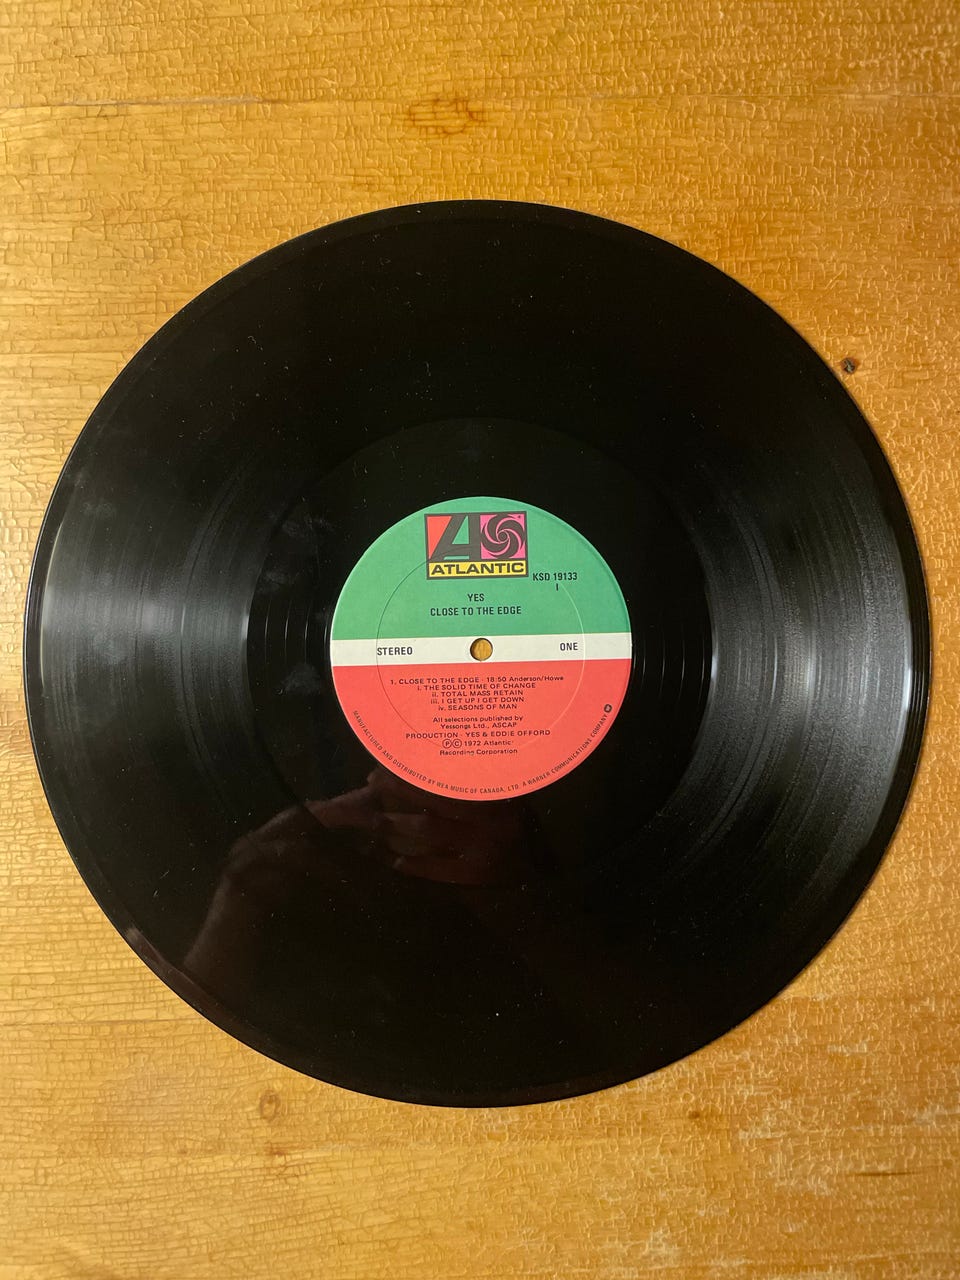 ATLANTIC
KSD 19133
I
YES
CLOSE TO THE EDGE
STEREO ONE
1. CLOSE TO THE EDGE - 18:50 Anderson/Howe
i. THE SOLID TIME OF CHANGE
ii. TOTAL MASS RETAIN
iii. I GET UP I GET DOWN
iv. SEASONS OF MAN
All selections published by
Yessongs Ltd., ASCAP
PRODUCTION - YES & EDDIE OFFORD
Ⓟ Ⓒ 1972 Atlantic
Recording Corporation
MANUFACTURED AND DISTRIBUTED BY WEA MUSIC OF CANADA, LTD. A WARNER COMMUNICATIONS COMPANY